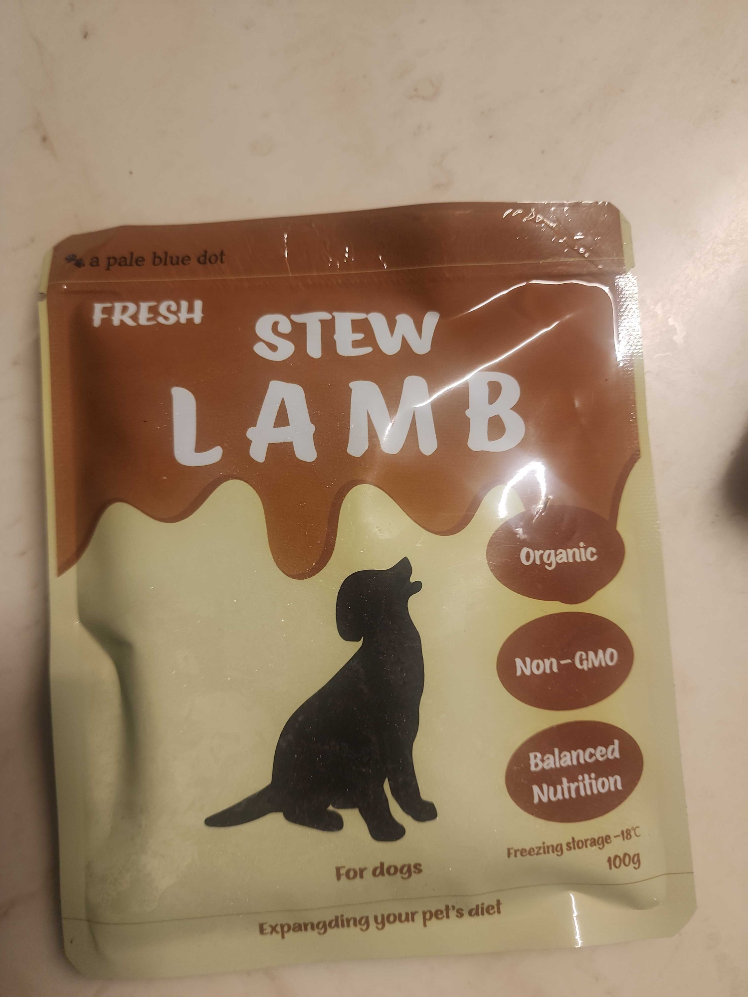 a pale blue dot
FRESH
STEW
LAMB
Organic
Non-GMO
Balanced
Nutrition
Freezing storage -18℃
100g
For dogs
Expangding your pet's diet